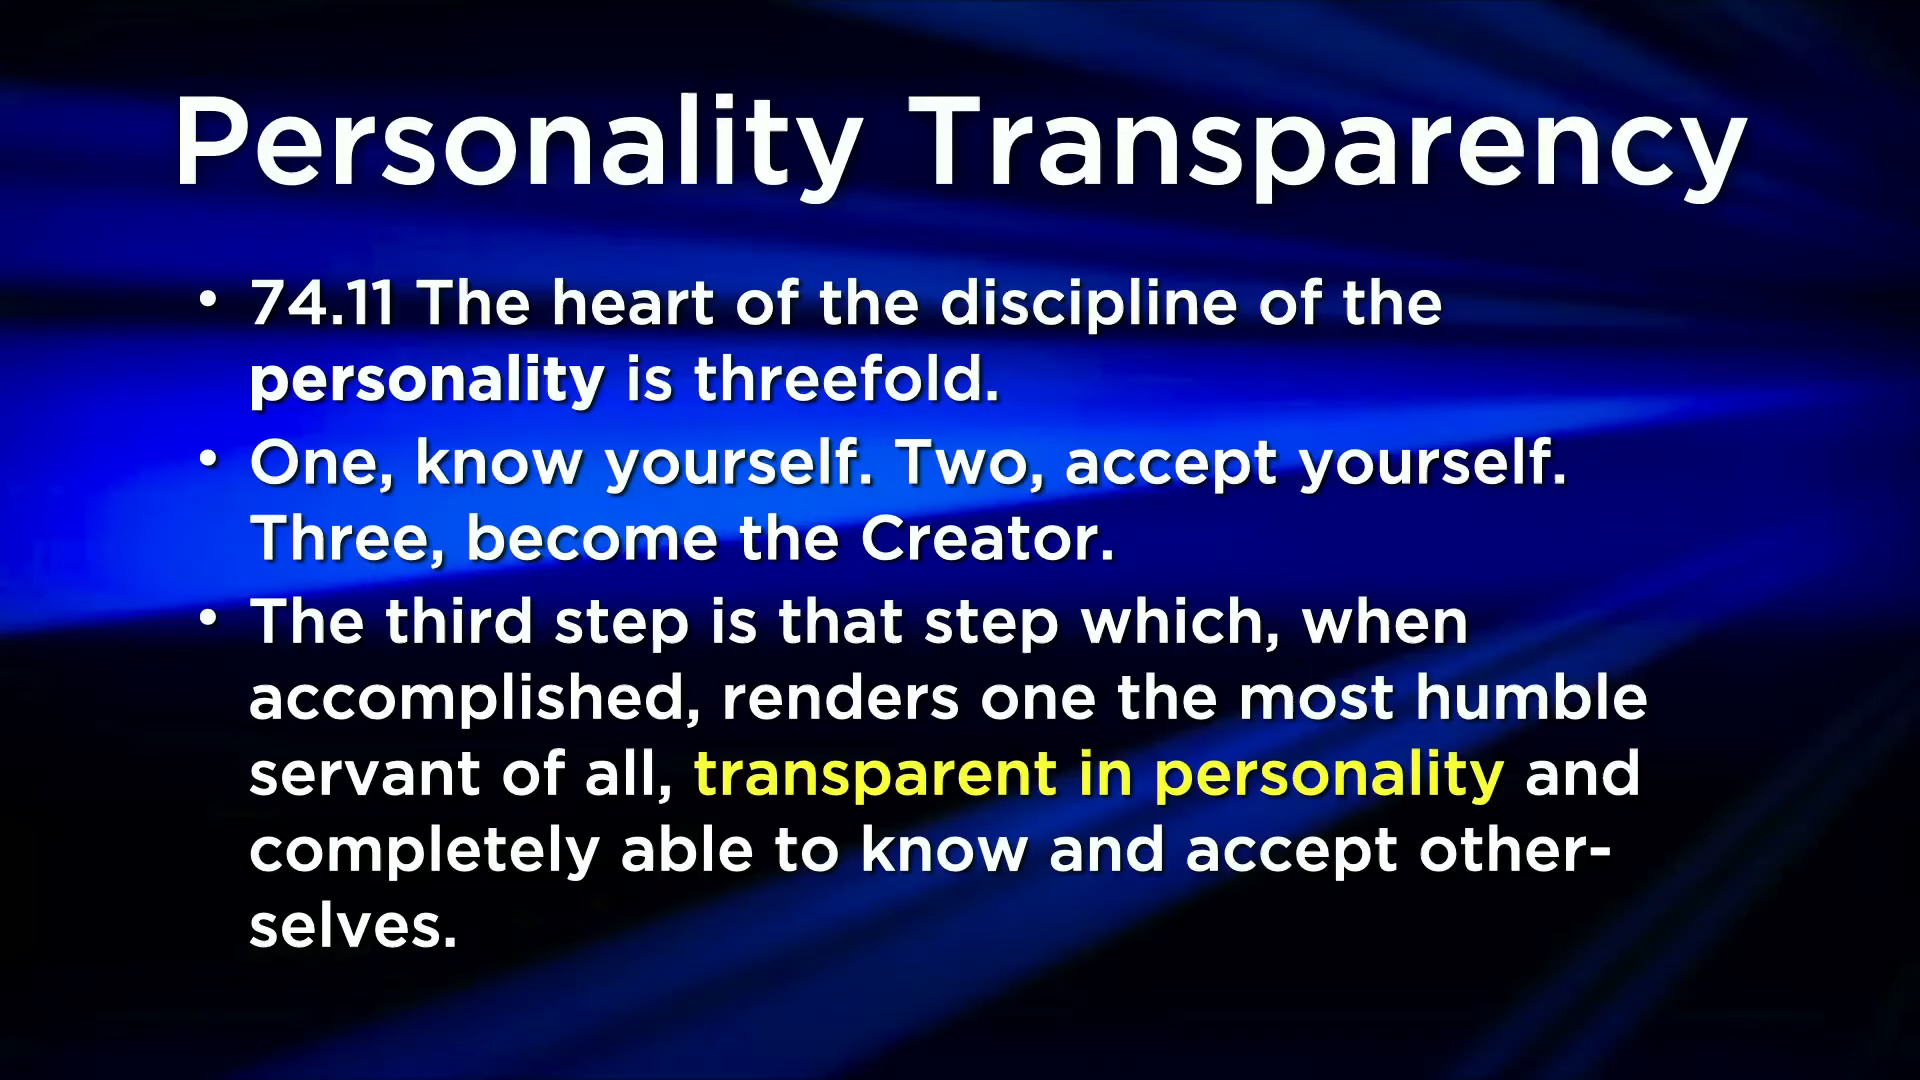 Personality Transparency
• 74.11 The heart of the discipline of the
personality is threefold.
• One, know yourself. Two, accept yourself.
Three, become the Creator.
• The third step is that step which, when
accomplished, renders one the most humble
servant of all, transparent in personality and
completely able to know and accept other-
selves.